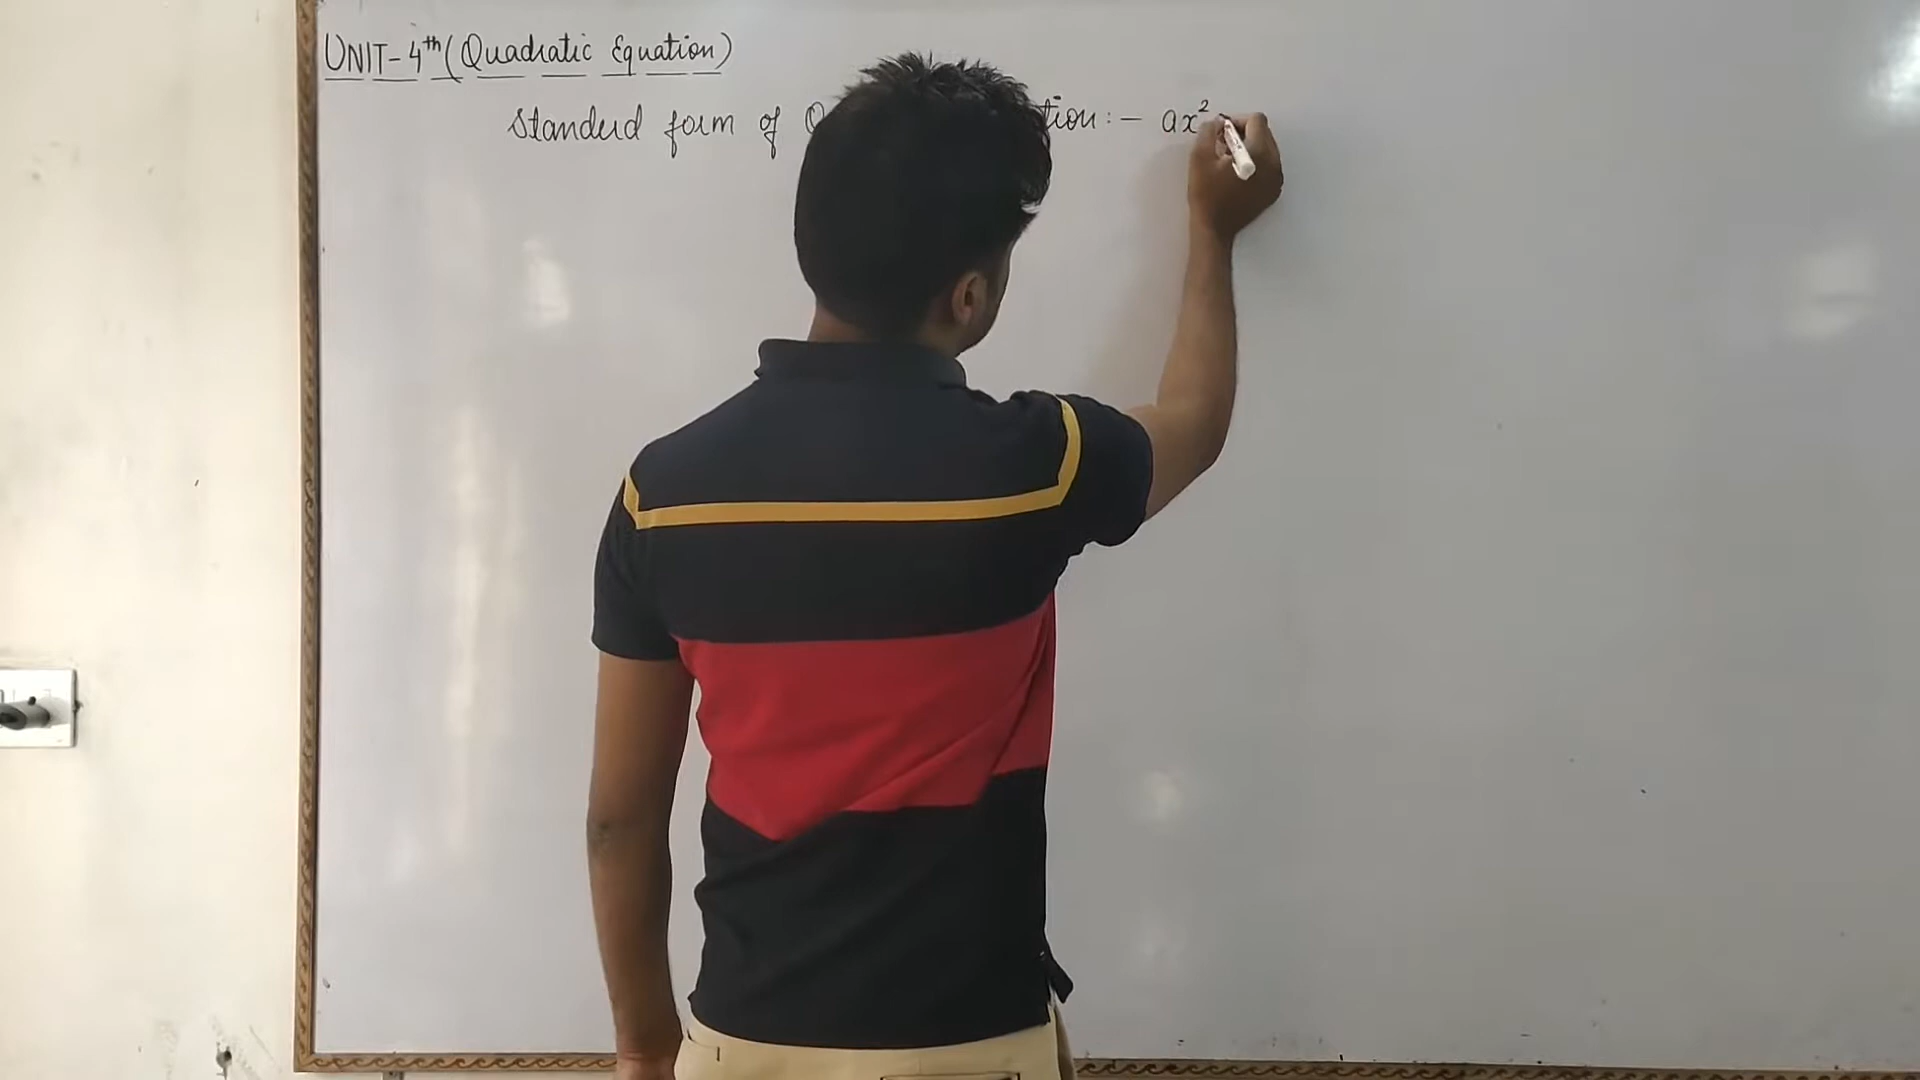 UNIT-4th (Quadratic Equation)
Standerd form of tion :- ax²